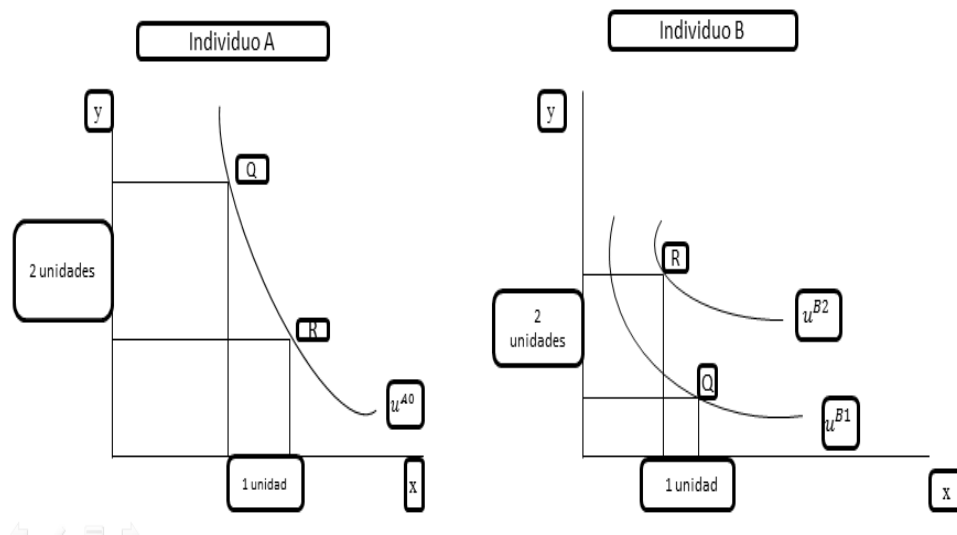 Individuo A
y
Q
2 unidades
R
u^{A0}
1 unidad
x
Individuo B
y
R
2
unidades
u^{B2}
Q
u^{B1}
1 unidad
x